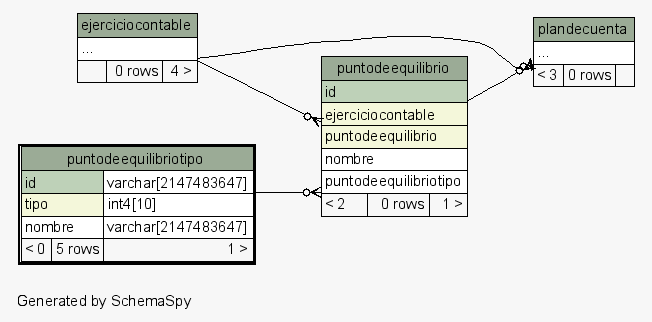 ejerciciocontable
...
0 rows 4 >
plandecuenta
...
< 3 0 rows
puntodeequilibrio
id
ejerciciocontable
puntodeequilibrio
nombre
puntodeequilibriotipo
< 2 0 rows 1 >
puntodeequilibriotipo
id varchar[2147483647]
tipo int4[10]
nombre varchar[2147483647]
< 0 5 rows 1 >
Generated by SchemaSpy